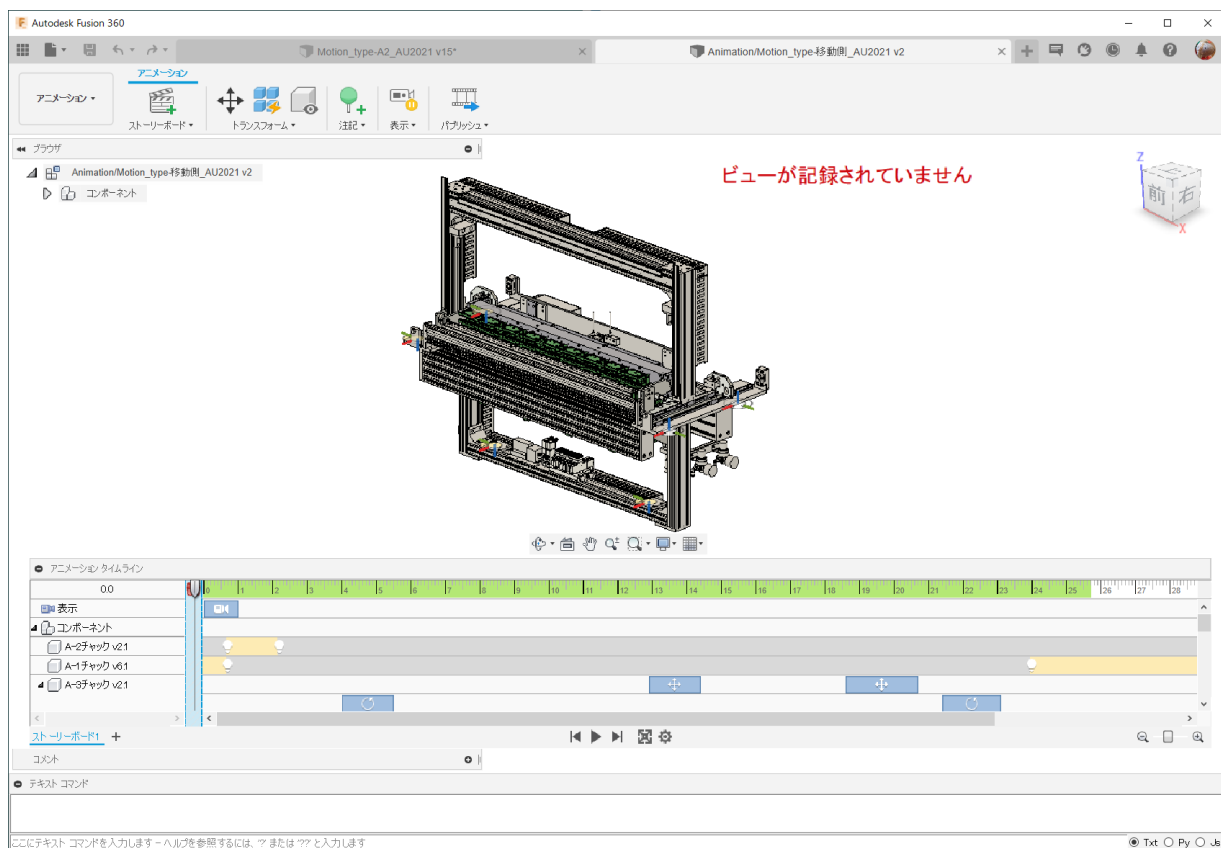 Autodesk Fusion 360
Motion_type-A2_AU2021 v15*
Animation/Motion_type-移動側_AU2021 v2
アニメーション
アニメーション
ストーリーボード
トランスフォーム
注記
表示
パブリッシュ
ブラウザ
Animation/Motion_type-移動側_AU2021 v2
コンポーネント
ビューが記録されていません
Z
前
右
X
アニメーション タイムライン
0.0
0 1 2 3 4 5 6 7 8 9 10 11 12 13 14 15 16 17 18 19 20 21 22 23 24 25 26 27 28
表示
コンポーネント
A-2チャック v2:1
A-1チャック v6:1
A-3チャック v2:1
ストーリーボード1
コメント
テキスト コマンド
ここにテキスト コマンドを入力します - ヘルプを参照するには、'?' または '??' と入力します
Txt
Py
Js